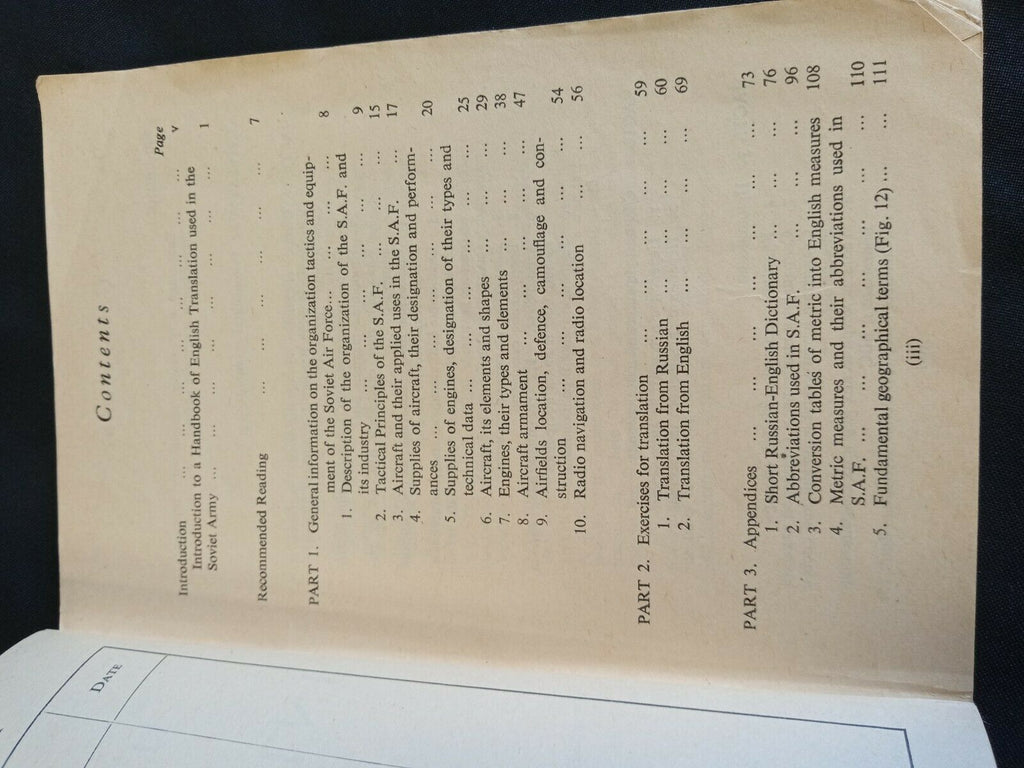 Contents
Page
Introduction ... ... ... ... ... v
Introduction to a Handbook of English Translation used in the
Soviet Army ... ... ... ... ... ... 1
Recommended Reading ... ... ... ... 7
PART 1. General information on the organization tactics and equip-
ment of the Soviet Air Force... ... ... ... 8
1. Description of the organization of the S.A.F. and
its industry ... ... ... ... ... 9
2. Tactical Principles of the S.A.F. ... ... ... 15
3. Aircraft and their applied uses in the S.A.F. ... 17
4. Supplies of aircraft, their designation and perform-
ances ... ... ... ... ... ... 20
5. Supplies of engines, designation of their types and
technical data ... ... ... ... ... 25
6. Aircraft, its elements and shapes ... ... ... 29
7. Engines, their types and elements ... ... ... 38
8. Aircraft armament ... ... ... ... 47
9. Airfields location, defence, camouflage and con-
struction ... ... ... ... ... 54
10. Radio navigation and radio location ... ... 56
PART 2. Exercises for translation ... ... ... ... ... 59
1. Translation from Russian ... ... ... ... 60
2. Translation from English ... ... ... ... 69
PART 3. Appendices ... ... ... ... ... ... ... 73
1. Short Russian-English Dictionary ... ... ... 76
2. Abbreviations used in S.A.F. ... ... ... 96
3. Conversion tables of metric into English measures 108
4. Metric measures and their abbreviations used in
S.A.F. ... ... ... ... ... ... 110
5. Fundamental geographical terms (Fig. 12) ... ... 111
(iii)
DATE